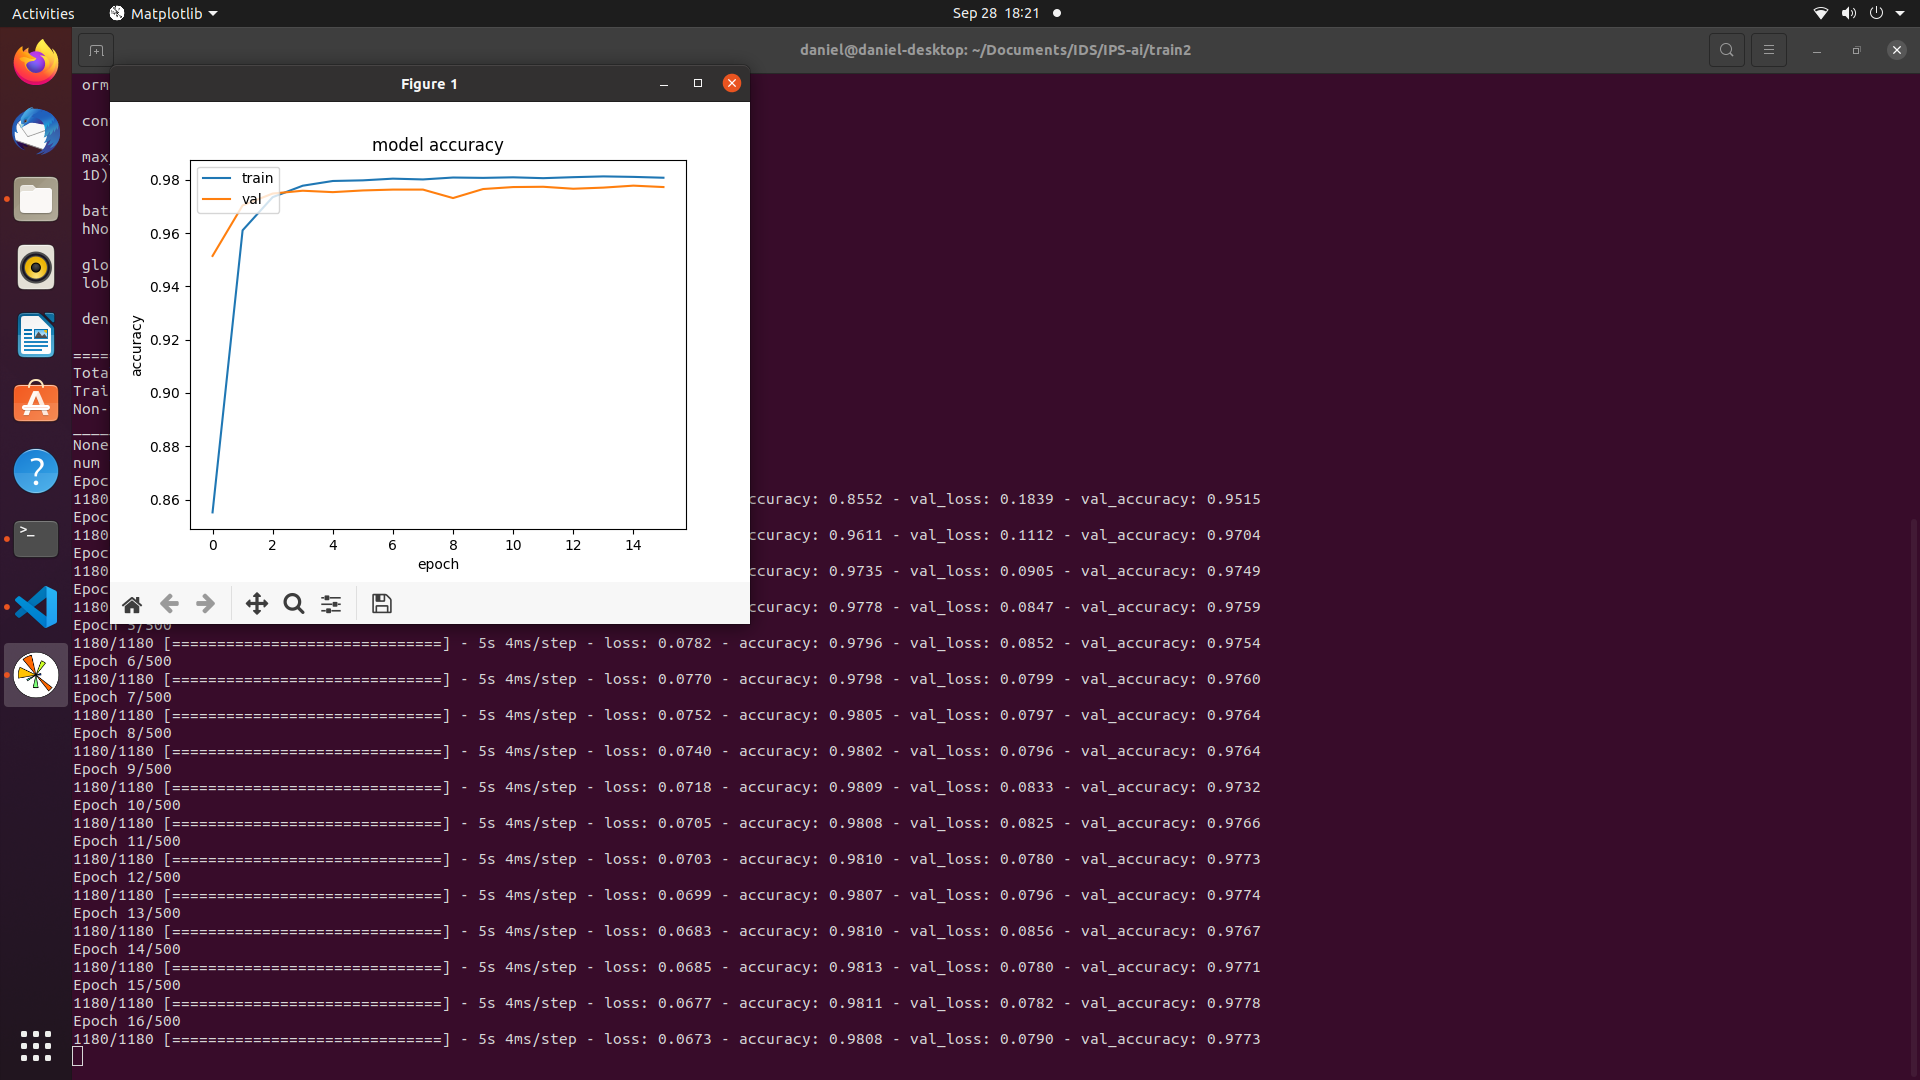 Activities
Matplotlib
Sep 28 18:21
daniel@daniel-desktop: ~/Documents/IDS/IPS-ai/train2
Figure 1
model accuracy
train
val
0.98
0.96
0.94
0.92
0.90
0.88
0.86
accuracy
0 2 4 6 8 10 12 14
epoch
orm
con
max
1D)
bat
hNo
glo
lob
den
====
Tota
Trai
Non-
____
None
num
Epoc
1180 ccuracy: 0.8552 - val_loss: 0.1839 - val_accuracy: 0.9515
Epoc
1180 ccuracy: 0.9611 - val_loss: 0.1112 - val_accuracy: 0.9704
Epoc
1180 ccuracy: 0.9735 - val_loss: 0.0905 - val_accuracy: 0.9749
Epoc
1180 ccuracy: 0.9778 - val_loss: 0.0847 - val_accuracy: 0.9759
Epoch 5/500
1180/1180 [==============================] - 5s 4ms/step - loss: 0.0782 - accuracy: 0.9796 - val_loss: 0.0852 - val_accuracy: 0.9754
Epoch 6/500
1180/1180 [==============================] - 5s 4ms/step - loss: 0.0770 - accuracy: 0.9798 - val_loss: 0.0799 - val_accuracy: 0.9760
Epoch 7/500
1180/1180 [==============================] - 5s 4ms/step - loss: 0.0752 - accuracy: 0.9805 - val_loss: 0.0797 - val_accuracy: 0.9764
Epoch 8/500
1180/1180 [==============================] - 5s 4ms/step - loss: 0.0740 - accuracy: 0.9802 - val_loss: 0.0796 - val_accuracy: 0.9764
Epoch 9/500
1180/1180 [==============================] - 5s 4ms/step - loss: 0.0718 - accuracy: 0.9809 - val_loss: 0.0833 - val_accuracy: 0.9732
Epoch 10/500
1180/1180 [==============================] - 5s 4ms/step - loss: 0.0705 - accuracy: 0.9808 - val_loss: 0.0825 - val_accuracy: 0.9766
Epoch 11/500
1180/1180 [==============================] - 5s 4ms/step - loss: 0.0703 - accuracy: 0.9810 - val_loss: 0.0780 - val_accuracy: 0.9773
Epoch 12/500
1180/1180 [==============================] - 5s 4ms/step - loss: 0.0699 - accuracy: 0.9807 - val_loss: 0.0796 - val_accuracy: 0.9774
Epoch 13/500
1180/1180 [==============================] - 5s 4ms/step - loss: 0.0683 - accuracy: 0.9810 - val_loss: 0.0856 - val_accuracy: 0.9767
Epoch 14/500
1180/1180 [==============================] - 5s 4ms/step - loss: 0.0685 - accuracy: 0.9813 - val_loss: 0.0780 - val_accuracy: 0.9771
Epoch 15/500
1180/1180 [==============================] - 5s 4ms/step - loss: 0.0677 - accuracy: 0.9811 - val_loss: 0.0782 - val_accuracy: 0.9778
Epoch 16/500
1180/1180 [==============================] - 5s 4ms/step - loss: 0.0673 - accuracy: 0.9808 - val_loss: 0.0790 - val_accuracy: 0.9773